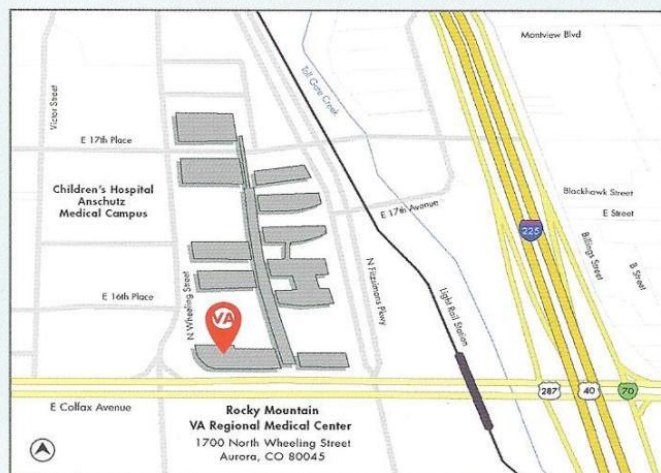 Montview Blvd
Victor Street
Toll Gate Creek
E 17th Place
Children's Hospital
Anschutz
Medical Campus
Blackhawk Street
E 17th Avenue
E Street
225
Billings Street
B Street
N Fitzsimons Pkwy
E 16th Place
N Wheeling Street
Light Rail Station
VA
287
40
70
E Colfax Avenue
Rocky Mountain
VA Regional Medical Center
1700 North Wheeling Street
Aurora, CO 80045